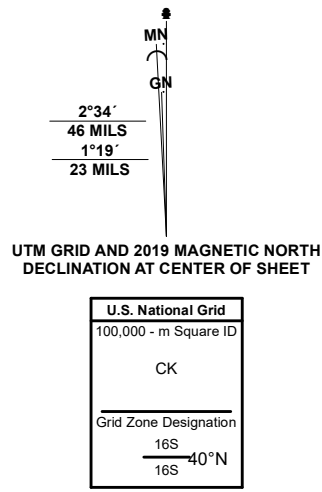 MN
GN
2°34´
46 MILS
1°19´
23 MILS
UTM GRID AND 2019 MAGNETIC NORTH
DECLINATION AT CENTER OF SHEET
U.S. National Grid
100,000 - m Square ID
CK
Grid Zone Designation
16S
40°N
16S